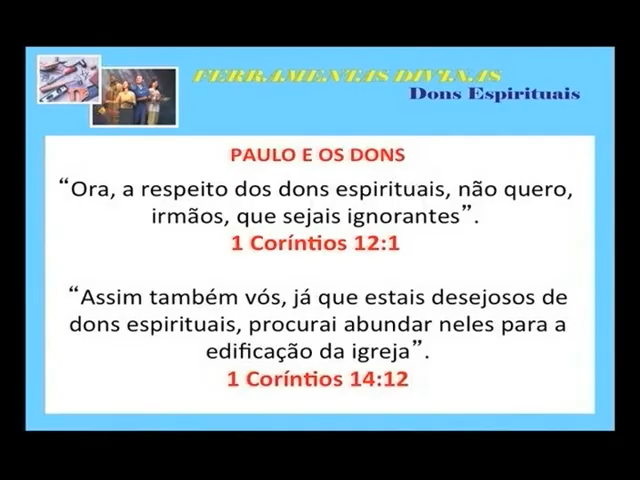 FERRAMENTAS DIVINAS
Dons Espirituais
PAULO E OS DONS
“Ora, a respeito dos dons espirituais, não quero,
irmãos, que sejais ignorantes”.
1 Coríntios 12:1
“Assim também vós, já que estais desejosos de
dons espirituais, procurai abundar neles para a
edificação da igreja”.
1 Coríntios 14:12